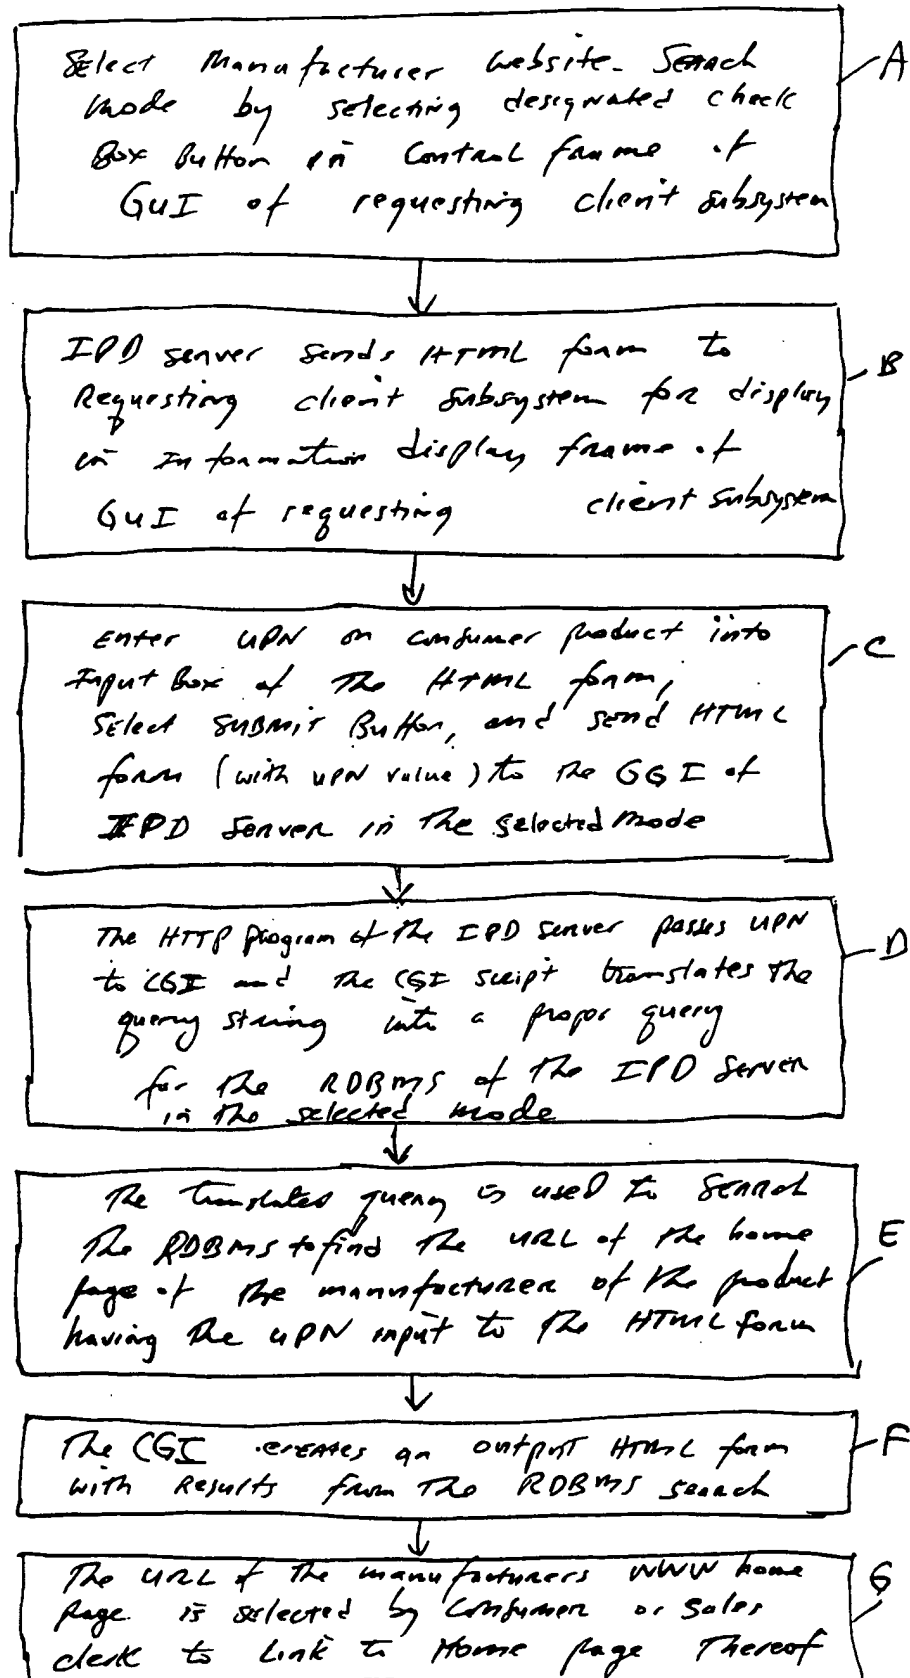 Select Manufacturer Website-Search
Mode by selecting designated check
Box Button in Control frame of
GUI of requesting client subsystem
A
IPD server sends HTML form to
Requesting client subsystem for display
in Information display frame of
GUI of requesting client subsystem
B
Enter UPN on consumer product into
Input Box of the HTML form,
Select SUBMIT Button, and send HTML
form (with UPN value) to the GGI of
IPD Server in the selected mode
C
The HTTP program of the IPD server passes UPN
to CGI and the CGI script translates the
query string into a propor query
for the RDBMS of the IPD Server
in the selected mode
D
The translated query is used to search
the RDBMS to find the URL of the home
page of the manufacturer of the product
having the UPN input to the HTML form
E
The CGI creates an output HTML form
with Results from the RDBMS search
F
The URL of the manufacturers WWW home
Page is selected by Consumer or Sales
clerk to Link to Home page Thereof
G